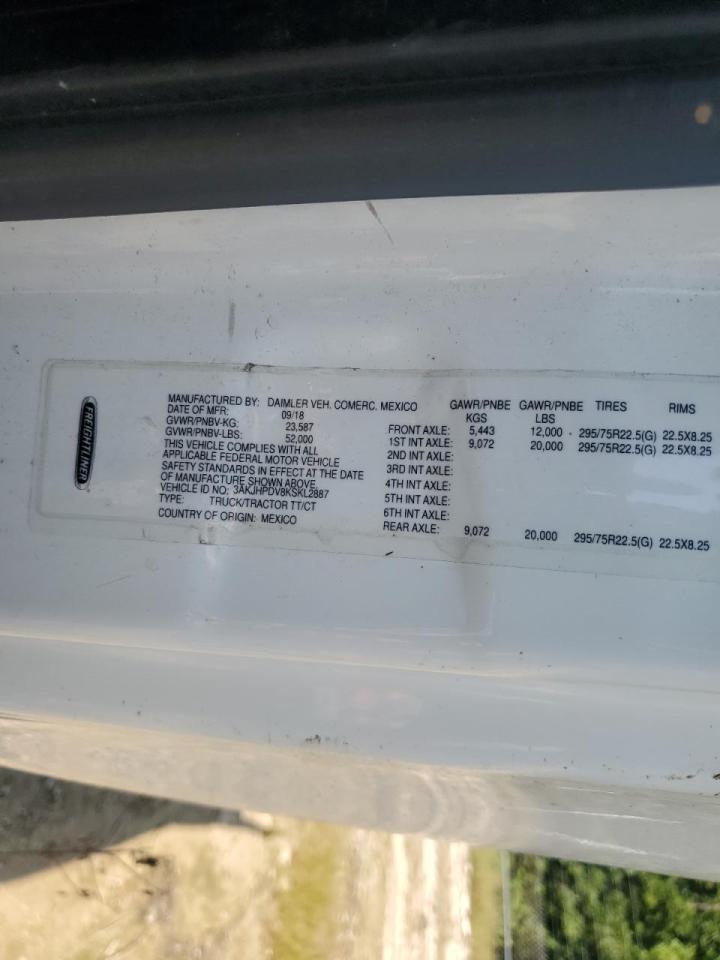 FREIGHTLINER
MANUFACTURED BY: DAIMLER VEH. COMERC. MEXICO
DATE OF MFR: 09/18
GVWR/PNBV-KG: 23,587
GVWR/PNBV-LBS: 52,000
THIS VEHICLE COMPLIES WITH ALL
APPLICABLE FEDERAL MOTOR VEHICLE
SAFETY STANDARDS IN EFFECT AT THE DATE
OF MANUFACTURE SHOWN ABOVE.
VEHICLE ID NO: 3AKJHPDV8KSKL2887
TYPE: TRUCK/TRACTOR TT/CT
COUNTRY OF ORIGIN: MEXICO
GAWR/PNBE GAWR/PNBE TIRES RIMS
KGS LBS
FRONT AXLE: 5,443 12,000 295/75R22.5(G) 22.5X8.25
1ST INT AXLE: 9,072 20,000 295/75R22.5(G) 22.5X8.25
2ND INT AXLE:
3RD INT AXLE:
4TH INT AXLE:
5TH INT AXLE:
6TH INT AXLE:
REAR AXLE: 9,072 20,000 295/75R22.5(G) 22.5X8.25